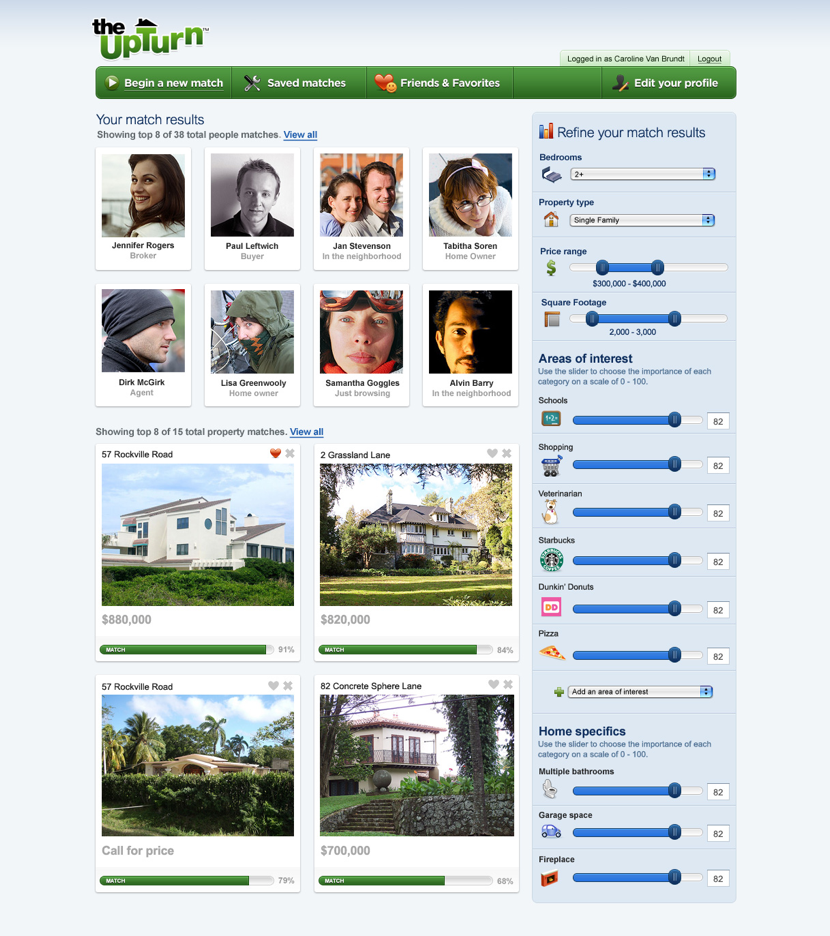 the UpTurn™
Logged in as Caroline Van Brundt Logout
Begin a new match Saved matches Friends & Favorites Edit your profile
Your match results
Showing top 8 of 38 total people matches. View all
Jennifer Rogers
Broker
Paul Leftwich
Buyer
Jan Stevenson
In the neighborhood
Tabitha Soren
Home Owner
Dirk McGirk
Agent
Lisa Greenwooly
Home owner
Samantha Goggles
Just browsing
Alvin Barry
In the neighborhood
Showing top 8 of 15 total property matches. View all
57 Rockville Road
$880,000
MATCH 91%
2 Grassland Lane
$820,000
MATCH 84%
57 Rockville Road
Call for price
MATCH 79%
82 Concrete Sphere Lane
$700,000
MATCH 68%
Refine your match results
Bedrooms
2+
Property type
Single Family
Price range
$
$300,000 - $400,000
Square Footage
2,000 - 3,000
Areas of interest
Use the slider to choose the importance of each
category on a scale of 0 - 100.
Schools
82
Shopping
82
Veterinarian
82
Starbucks
82
Dunkin' Donuts
DD
82
Pizza
82
Add an area of interest
Home specifics
Use the slider to choose the importance of each
category on a scale of 0 - 100.
Multiple bathrooms
82
Garage space
82
Fireplace
82